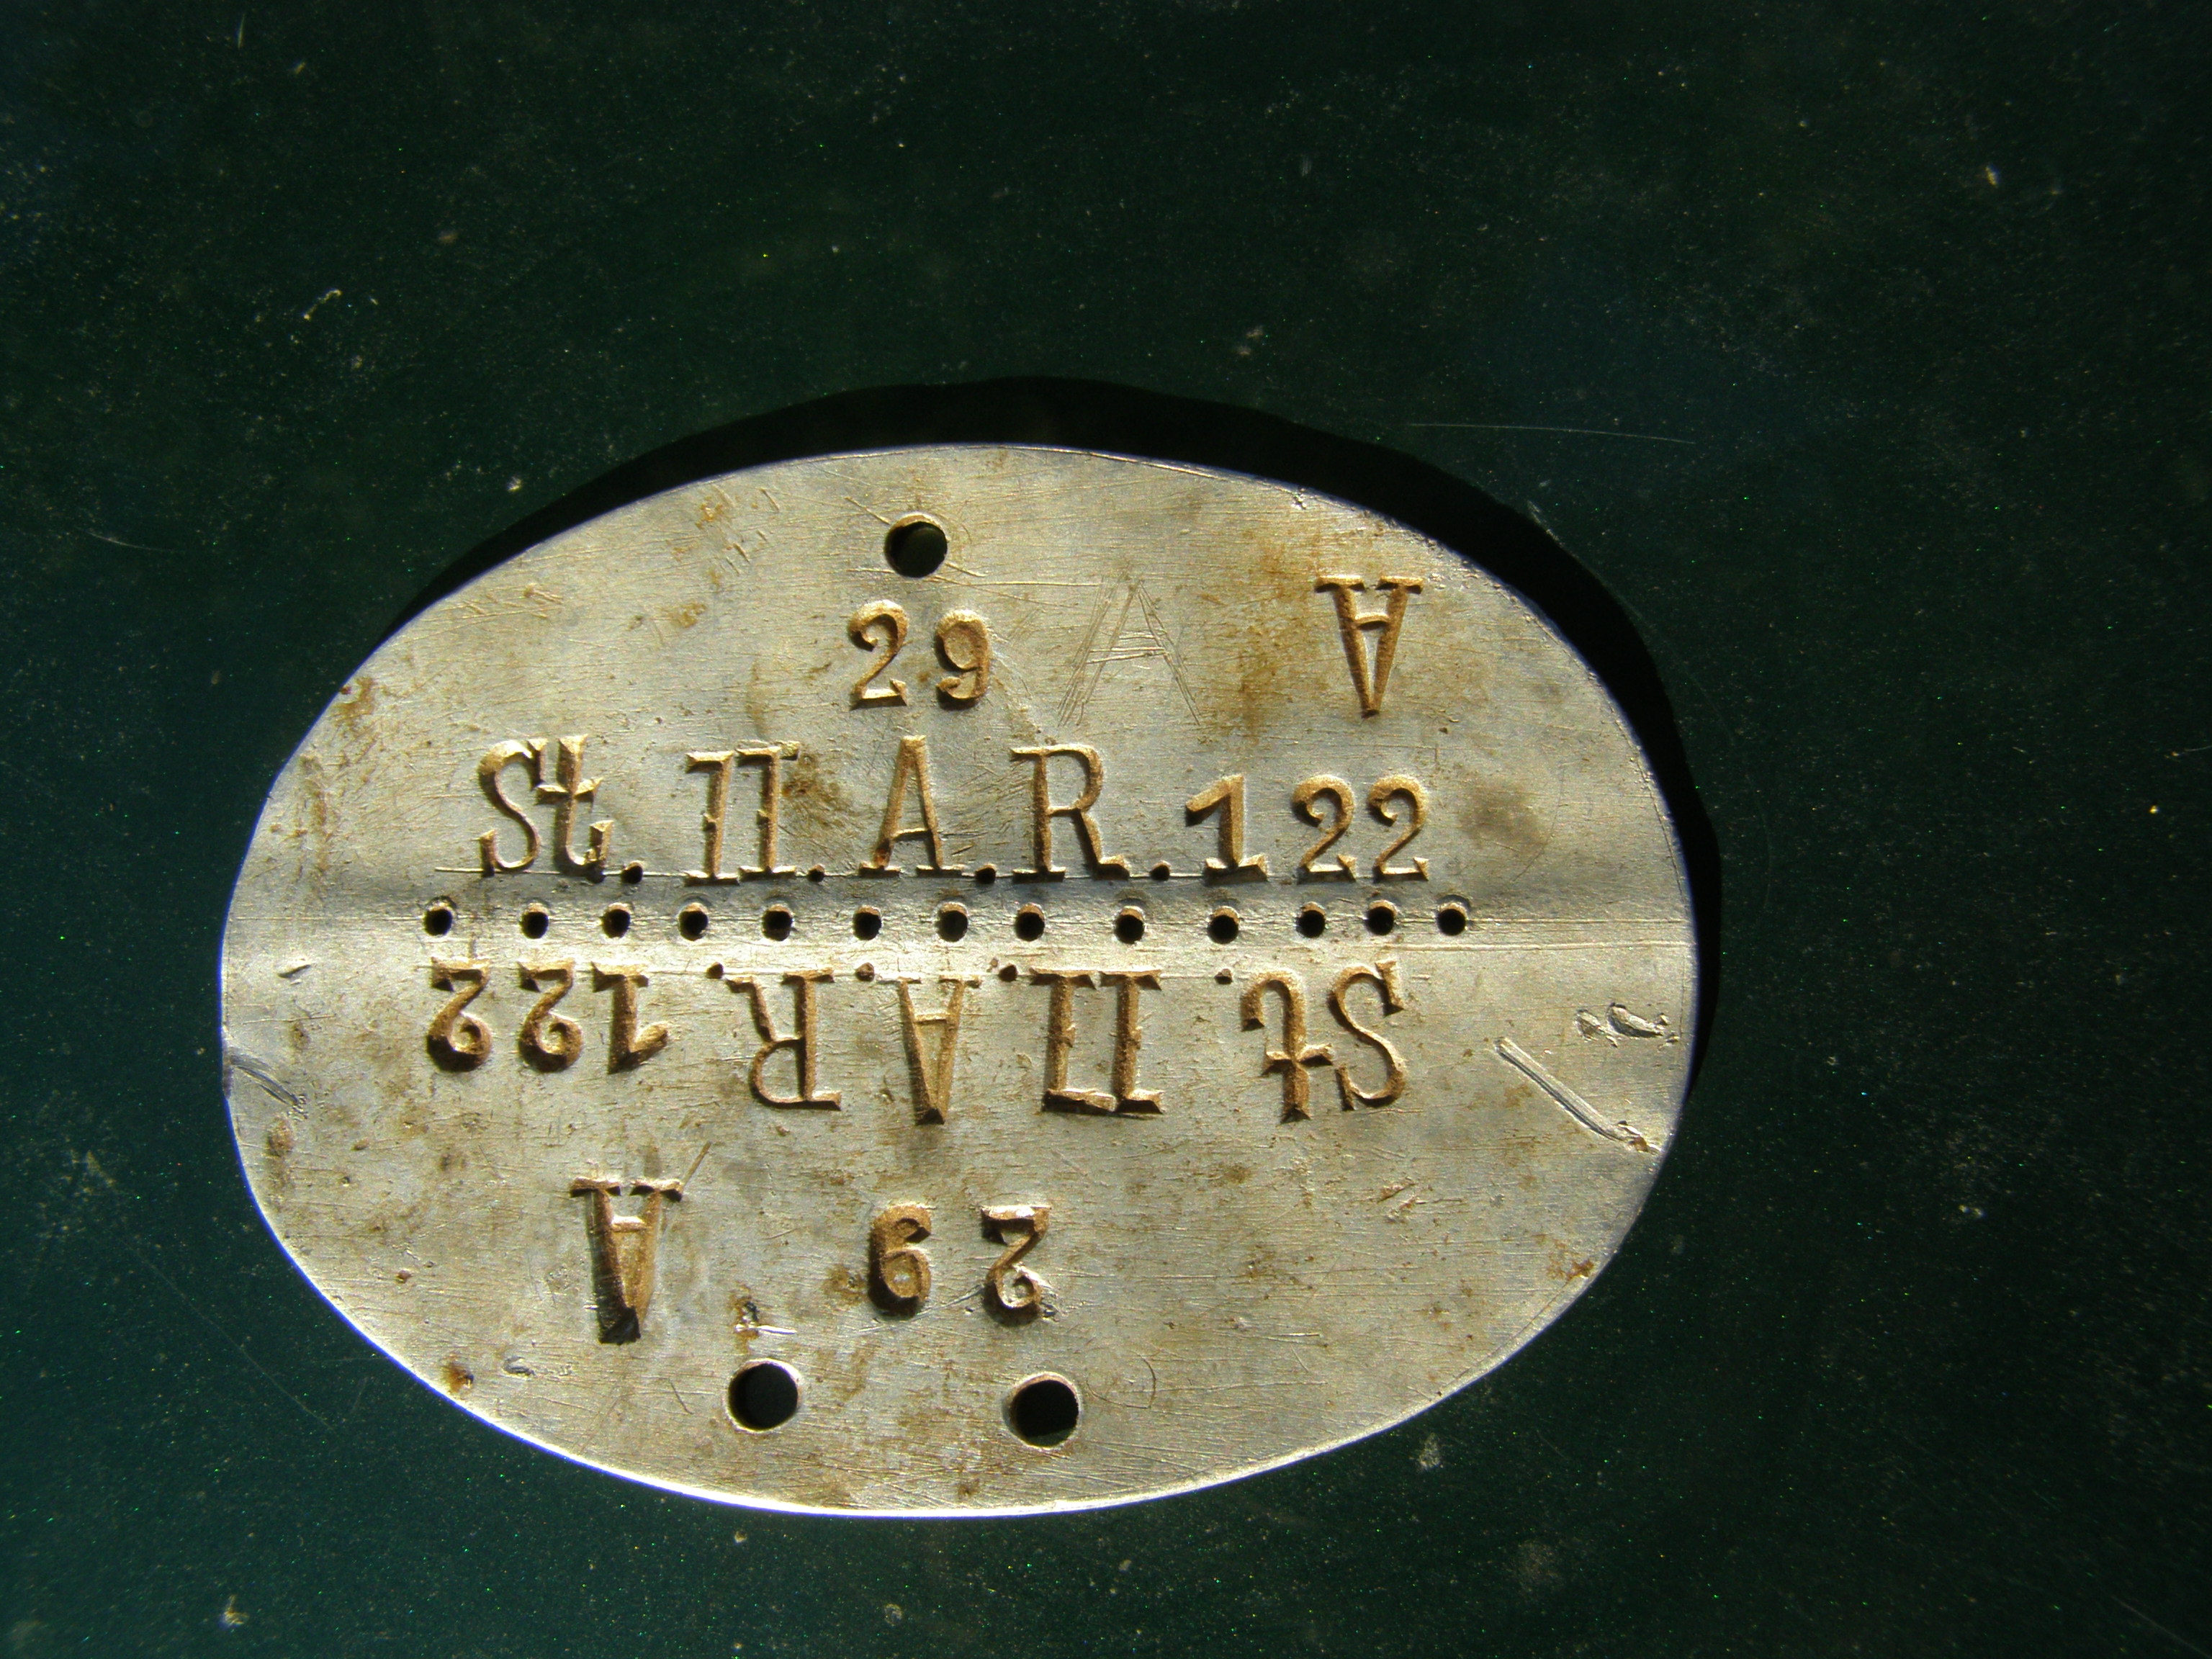 29 A A
St. II. A. R. 122
St. II. A. R. 122
29 A